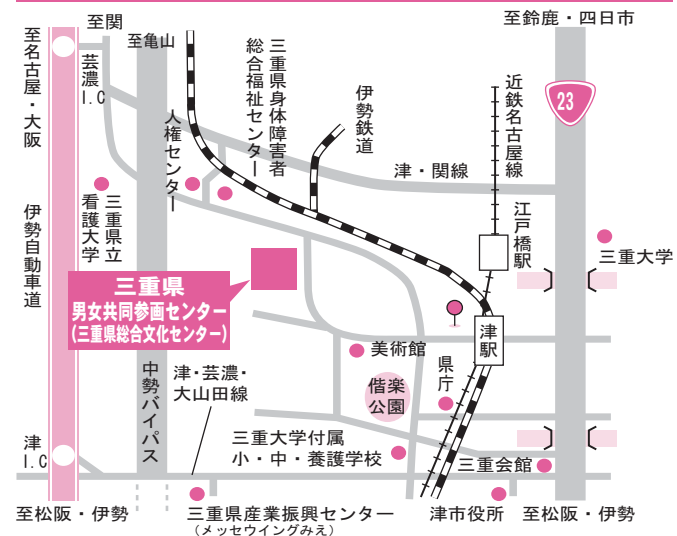 至関
至亀山
至鈴鹿・四日市
至名古屋・大阪
芸濃
I.C
人権センター
三重県身体障害者
総合福祉センター
伊勢鉄道
近鉄名古屋線
23
津・関線
江戸橋駅
三重県立
看護大学
伊勢自動車道
三重大学
三重県
男女共同参画センター
(三重県総合文化センター)
津駅
美術館
県庁
偕楽
公園
中勢バイパス
津・芸濃・
大山田線
津
I.C
三重大学付属
小・中・養護学校
三重会館
至松阪・伊勢
三重県産業振興センター
(メッセウイングみえ)
津市役所
至松阪・伊勢